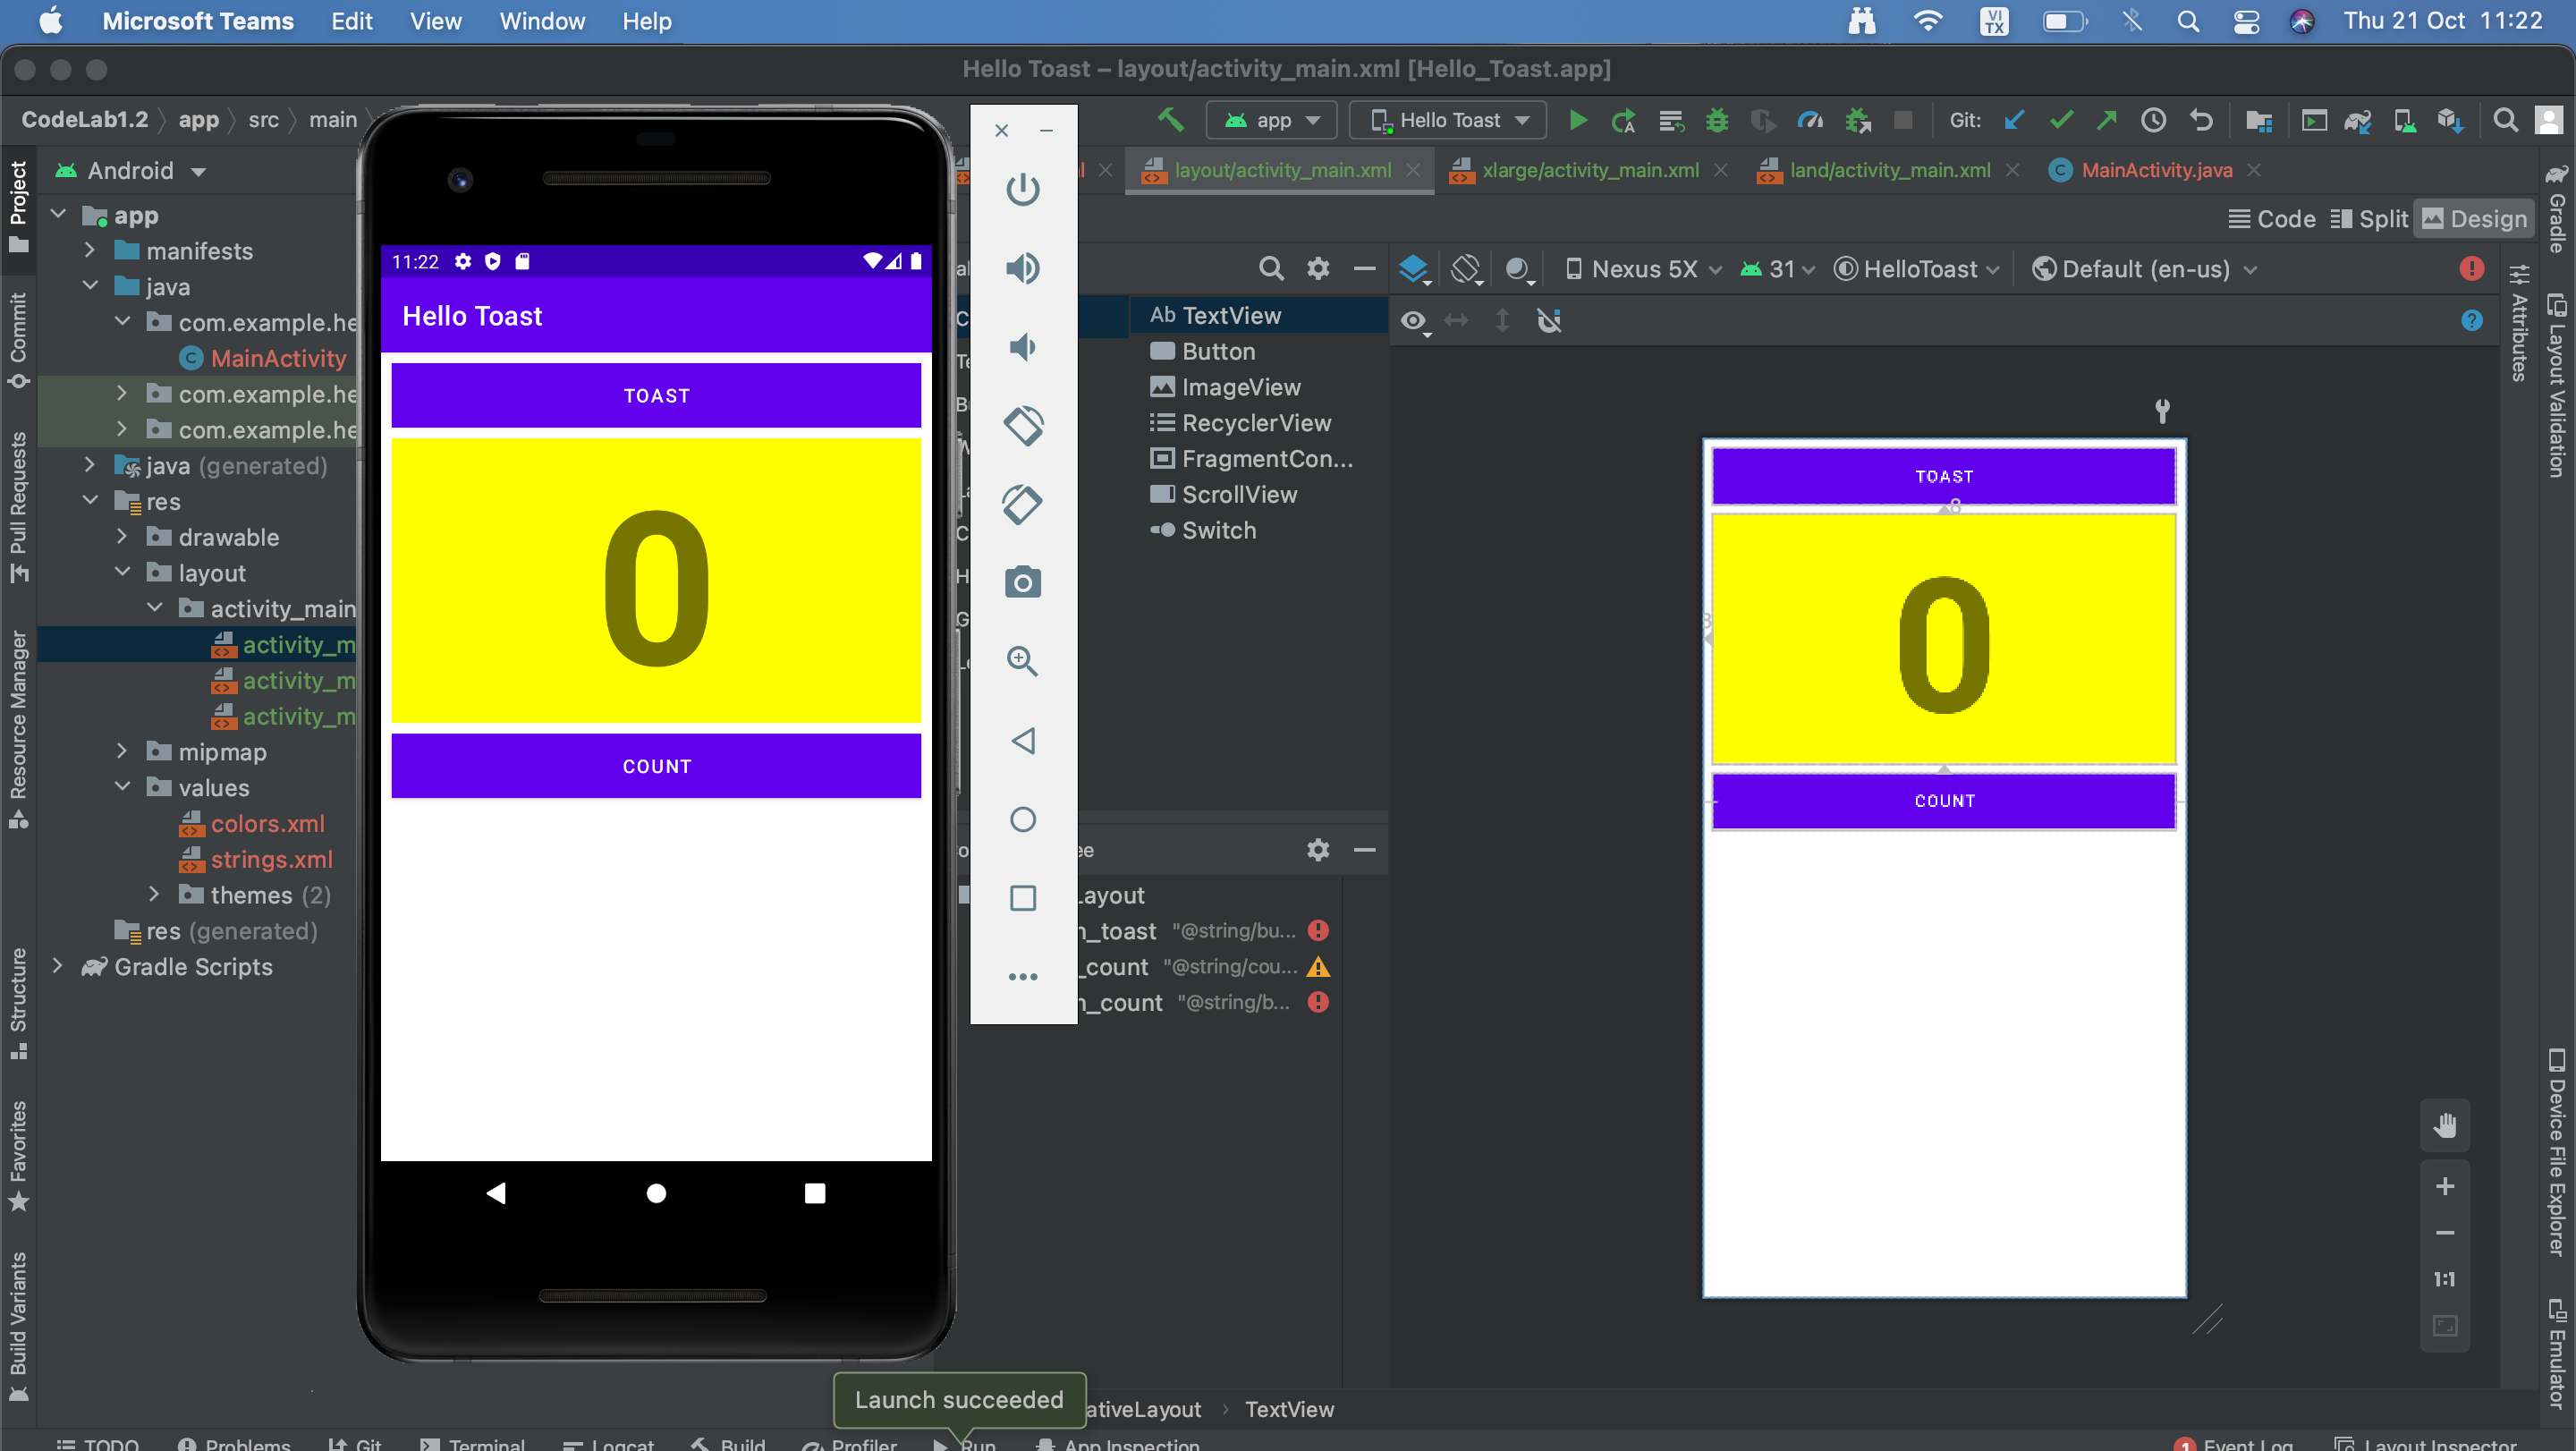 Microsoft Teams Edit View Window Help
VI TX Thu 21 Oct 11:22
Hello Toast – layout/activity_main.xml [Hello_Toast.app]
CodeLab1.2 app src main
app Hello Toast Git:
Android
layout/activity_main.xml xlarge/activity_main.xml land/activity_main.xml MainActivity.java
Code Split Design
Nexus 5X 31 HelloToast Default (en-us)
Project
Commit
Pull Requests
Resource Manager
Structure
Favorites
Build Variants
app
manifests
java
com.example.he
MainActivity
com.example.he
com.example.he
java (generated)
res
drawable
layout
activity_main
activity_m
activity_m
activity_m
mipmap
values
colors.xml
strings.xml
themes (2)
res (generated)
Gradle Scripts
11:22
Hello Toast
TOAST
0
COUNT
Ab TextView
Button
ImageView
RecyclerView
FragmentCon...
ScrollView
Switch
Layout
n_toast "@string/bu...
_count "@string/cou...
n_count "@string/b...
TOAST
8
0
COUNT
1:1
Gradle
Layout Validation
Attributes
Device File Explorer
Emulator
Launch succeeded
ativeLayout TextView
TODO Problems Git Terminal Logcat Build Profiler Run App Inspection
1 Event Log Layout Inspector